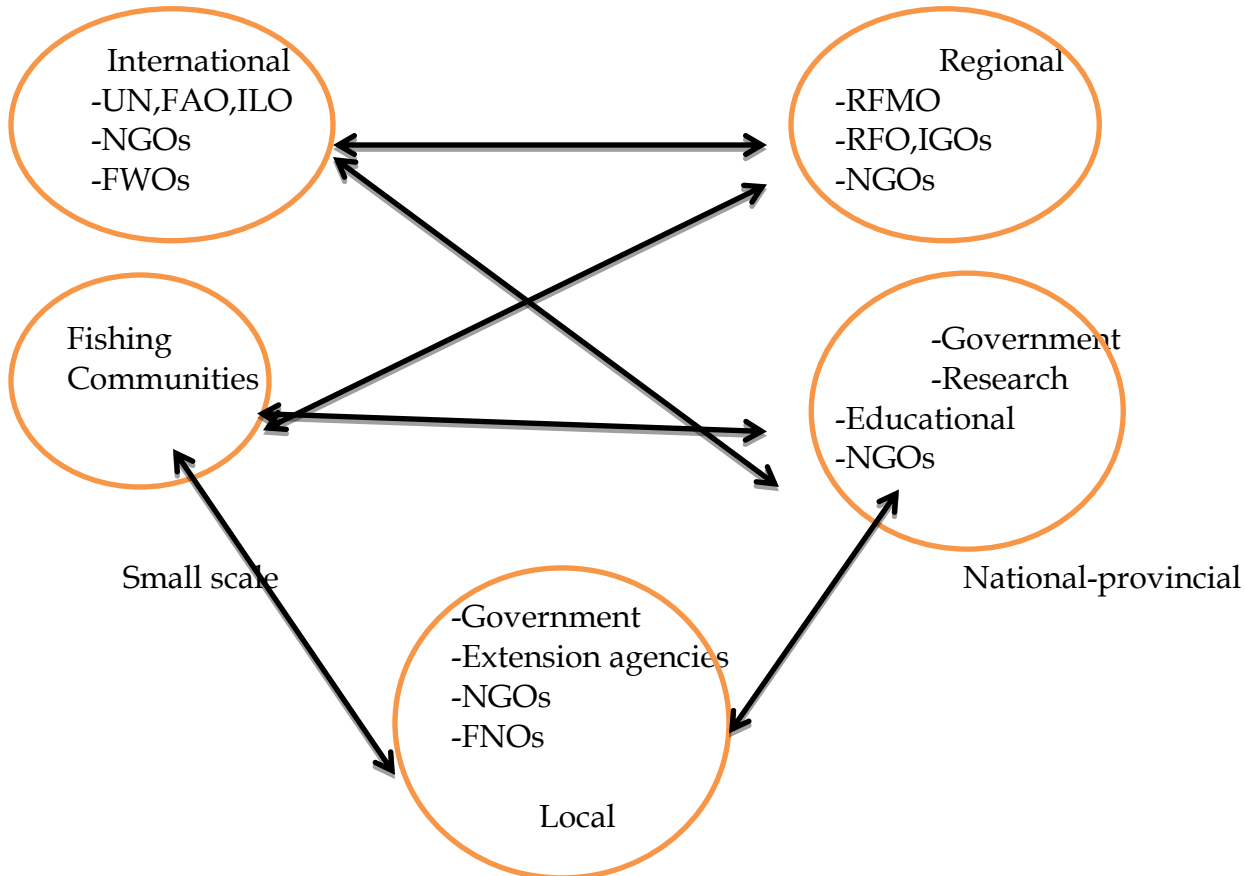 International
-UN,FAO,ILO
-NGOs
-FWOs
Regional
-RFMO
-RFO,IGOs
-NGOs
Fishing
Communities
-Government
-Research
-Educational
-NGOs
Small scale
National-provincial
-Government
-Extension agencies
-NGOs
-FNOs
Local